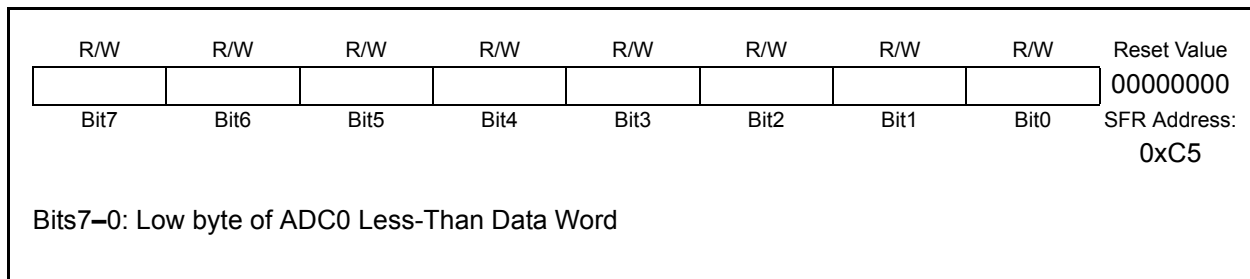 R/W R/W R/W R/W R/W R/W R/W R/W Reset Value
00000000
Bit7 Bit6 Bit5 Bit4 Bit3 Bit2 Bit1 Bit0 SFR Address:
0xC5
Bits7–0: Low byte of ADC0 Less-Than Data Word